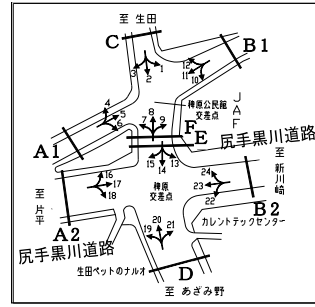 至 生田
C
B1
12
11
10
3
2
1
4
5
6
7
8
9
稗原公民館
交差点
JAF
F
E
尻手黒川道路
A1
15
14
13
至 新川崎
至 片平
16
17
18
稗原
交差点
24
23
22
B2
A2
カレントテックセンター
尻手黒川道路
19
20
21
生田ペットのナルオ
D
至 あざみ野